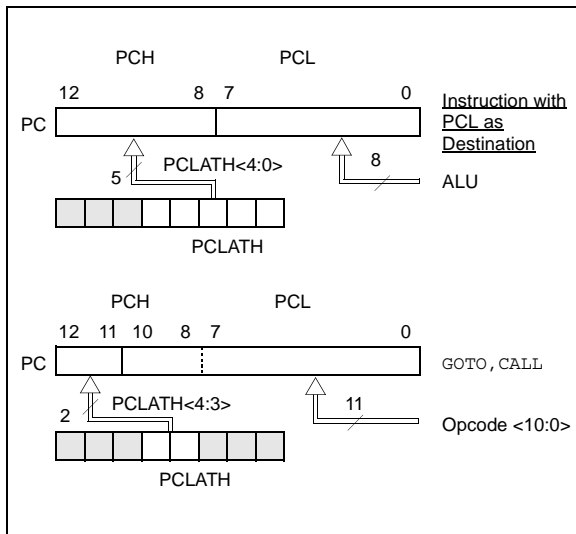 PCH PCL
12 8 7 0
PC
Instruction with
PCL as
Destination
5 PCLATH<4:0> 8
ALU
PCLATH
PCH PCL
12 11 10 8 7 0
PC
GOTO,CALL
2 PCLATH<4:3> 11
Opcode <10:0>
PCLATH